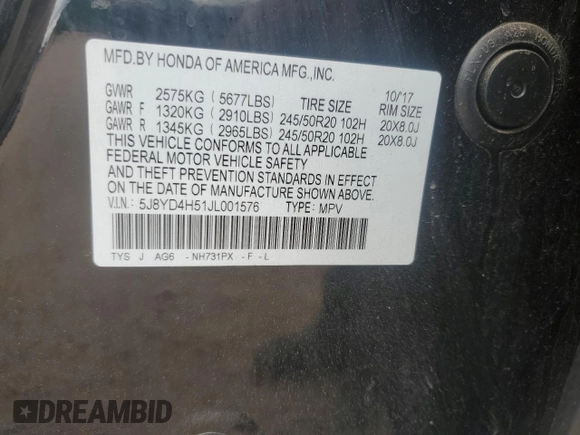 MFD.BY HONDA OF AMERICA MFG.,INC.
10/'17
GVWR 2575KG ( 5677LBS) TIRE SIZE RIM SIZE
GAWR F 1320KG ( 2910LBS) 245/50R20 102H 20X8.0J
GAWR R 1345KG ( 2965LBS) 245/50R20 102H 20X8.0J
THIS VEHICLE CONFORMS TO ALL APPLICABLE
FEDERAL MOTOR VEHICLE SAFETY
AND THEFT PREVENTION STANDARDS IN EFFECT
ON THE DATE OF MANUFACTURE SHOWN ABOVE.
V.I.N.: 5J8YD4H51JL001576 TYPE: MPV
TYS J AG6 -NH731PX -F -L
DREAMBID